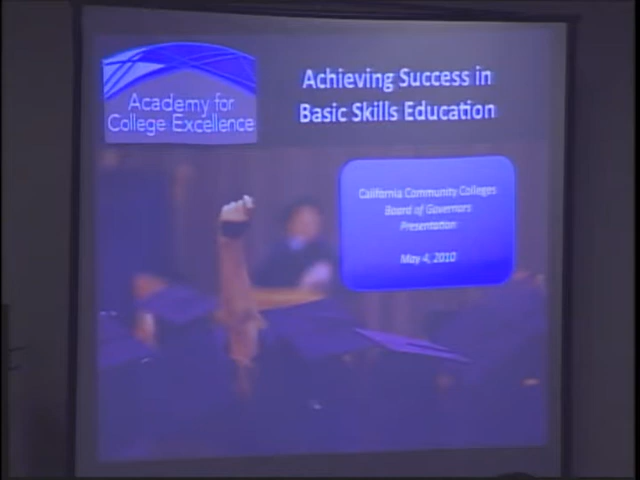 Academy for
College Excellence
Achieving Success in
Basic Skills Education
California Community Colleges
Board of Governors
Presentation
May 4, 2010